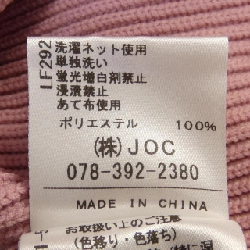 LF292
洗濯ネット使用
単独洗い
蛍光増白剤禁止
浸漬禁止
あて布使用
ポリエステル 100%
(株)JOC
078-392-2380
MADE IN CHINA
お取扱い上のご注意
(色移り・色落ち)